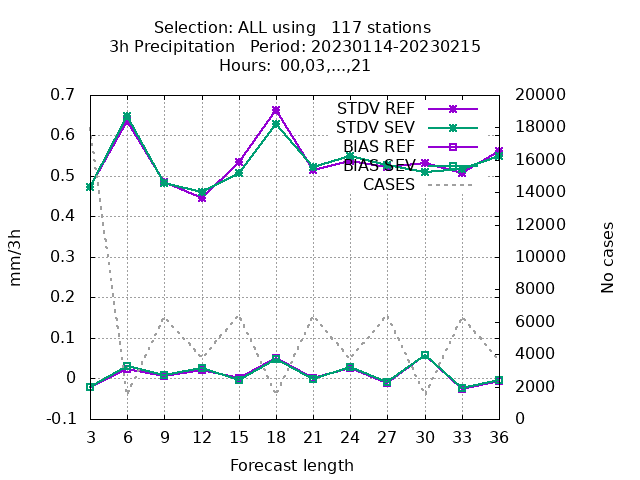 Selection: ALL using   117 stations
3h Precipitation   Period: 20230114-20230215
Hours:  00,03,...,21
0.7
0.6
0.5
0.4
0.3
0.2
0.1
0
-0.1
mm/3h
20000
18000
16000
14000
12000
10000
8000
6000
4000
2000
0
No cases
STDV REF
STDV SEV
BIAS REF
BIAS SEV
CASES
3 6 9 12 15 18 21 24 27 30 33 36
Forecast length